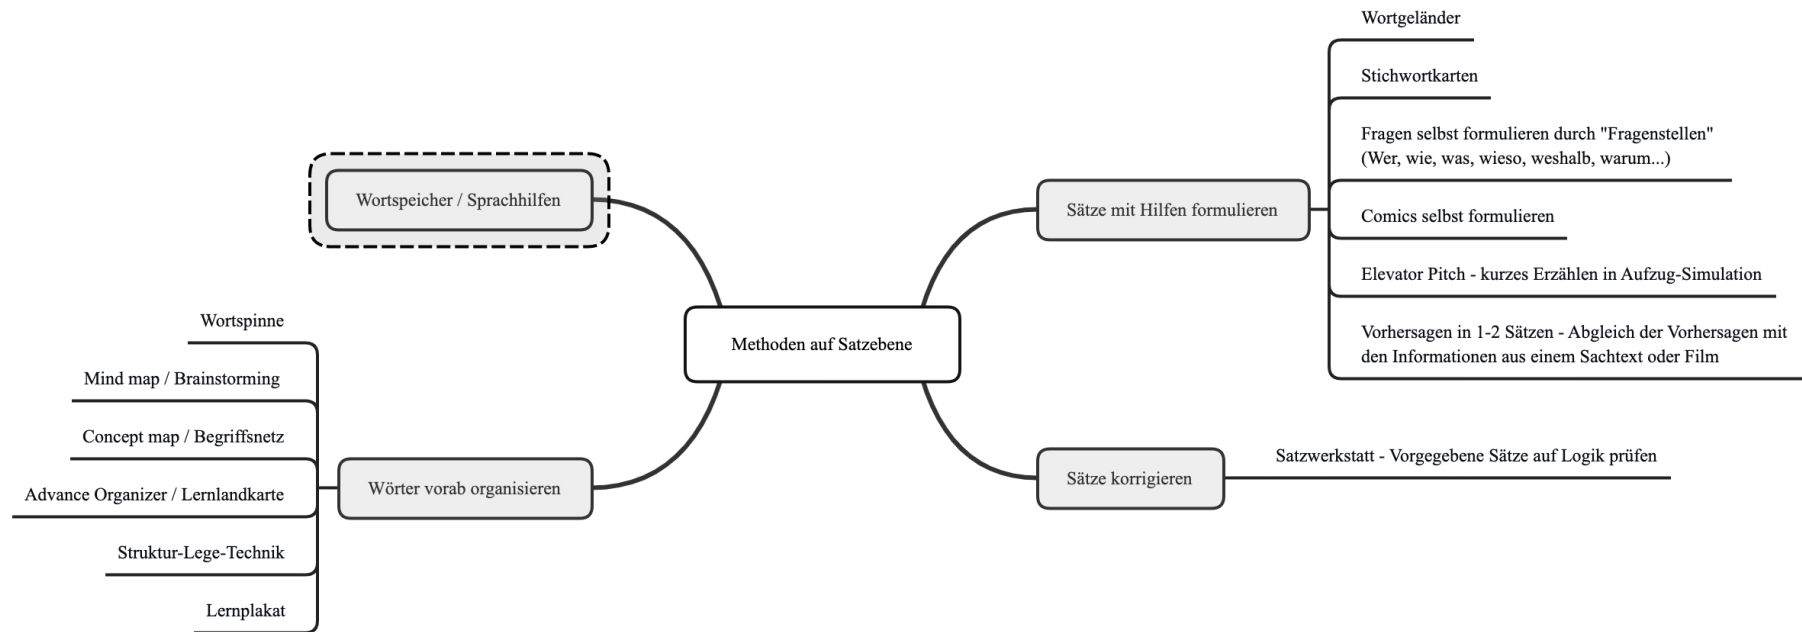 Methoden auf Satzebene
Sätze mit Hilfen formulieren
Wortgeländer
Stichwortkarten
Fragen selbst formulieren durch "Fragenstellen"
(Wer, wie, was, wieso, weshalb, warum...)
Comics selbst formulieren
Elevator Pitch - kurzes Erzählen in Aufzug-Simulation
Vorhersagen in 1-2 Sätzen - Abgleich der Vorhersagen mit
den Informationen aus einem Sachtext oder Film
Sätze korrigieren
Satzwerkstatt - Vorgegebene Sätze auf Logik prüfen
Wortspeicher / Sprachhilfen
Wörter vorab organisieren
Wortspinne
Mind map / Brainstorming
Concept map / Begriffsnetz
Advance Organizer / Lernlandkarte
Struktur-Lege-Technik
Lernplakat